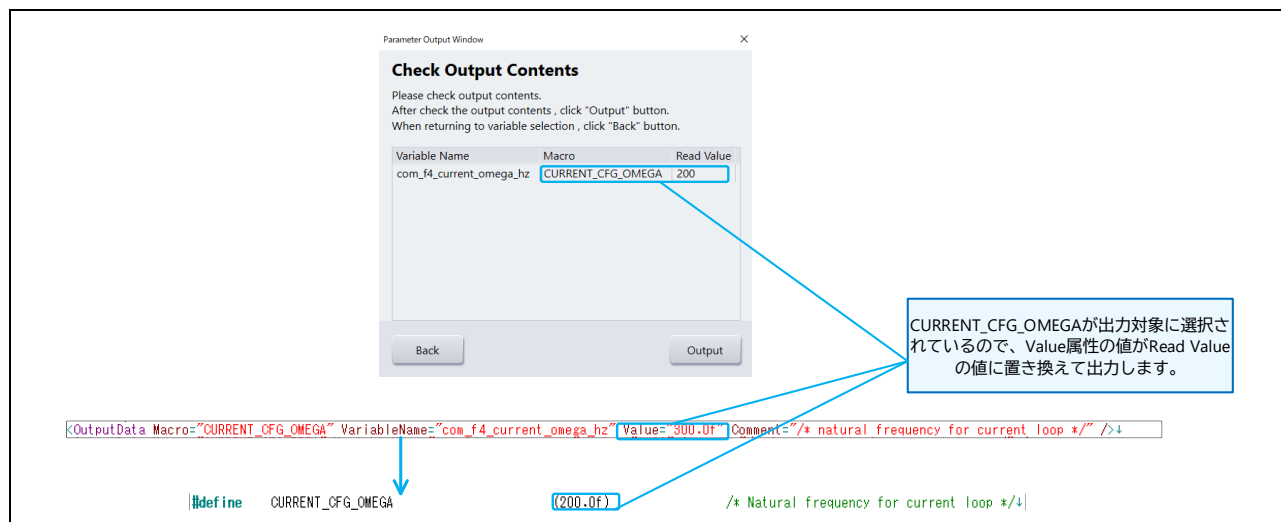 Parameter Output Window
Check Output Contents
Please check output contents.
After check the output contents , click "Output" button.
When returning to variable selection , click "Back" button.
Variable Name Macro Read Value
com_f4_current_omega_hz CURRENT_CFG_OMEGA 200
Back Output
CURRENT_CFG_OMEGAが出力対象に選択さ
れているので、Value属性の値がRead Value
の値に置き換えて出力します。
<OutputData Macro="CURRENT_CFG_OMEGA" VariableName="com_f4_current_omega_hz" Value="300.0f" Comment="/* natural frequency for current loop */" />↓
#define CURRENT_CFG_OMEGA (200.0f) /* Natural frequency for current loop */↓